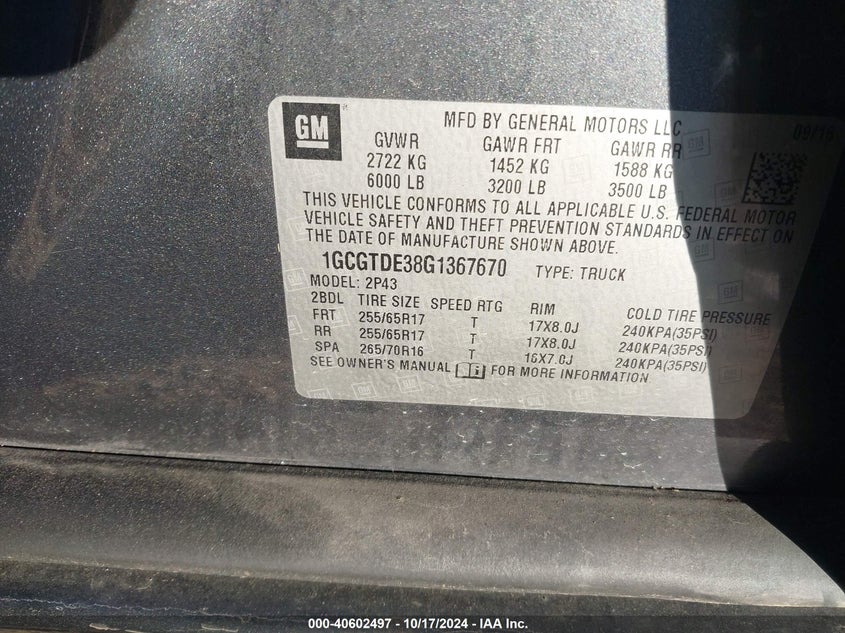 GM
MFD BY GENERAL MOTORS LLC
09/16
GVWR GAWR FRT GAWR RR
2722 KG 1452 KG 1588 KG
6000 LB 3200 LB 3500 LB
THIS VEHICLE CONFORMS TO ALL APPLICABLE U.S. FEDERAL MOTOR
VEHICLE SAFETY AND THEFT PREVENTION STANDARDS IN EFFECT ON
THE DATE OF MANUFACTURE SHOWN ABOVE.
1GCGTDE38G1367670 TYPE: TRUCK
MODEL: 2P43
2BDL TIRE SIZE SPEED RTG RIM COLD TIRE PRESSURE
FRT 255/65R17 T 17X8.0J 240KPA(35PSI)
RR 255/65R17 T 17X8.0J 240KPA(35PSI)
SPA 265/70R16 T 16X7.0J 240KPA(35PSI)
SEE OWNER'S MANUAL FOR MORE INFORMATION
000-40602497 - 10/17/2024 - IAA Inc.